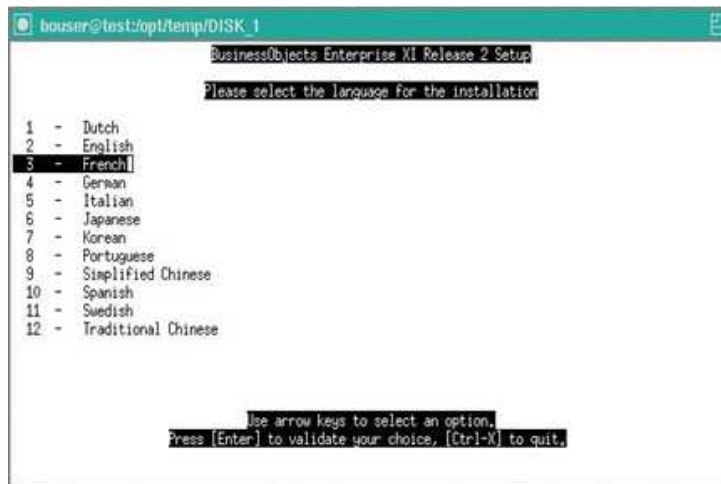 bouser@test:/opt/temp/DISK_1
BusinessObjects Enterprise XI Release 2 Setup
Please select the language for the installation
1 - Dutch
2 - English
3 - French
4 - German
5 - Italian
6 - Japanese
7 - Korean
8 - Portuguese
9 - Simplified Chinese
10 - Spanish
11 - Swedish
12 - Traditional Chinese
Use arrow keys to select an option.
Press [Enter] to validate your choice, [Ctrl-X] to quit.